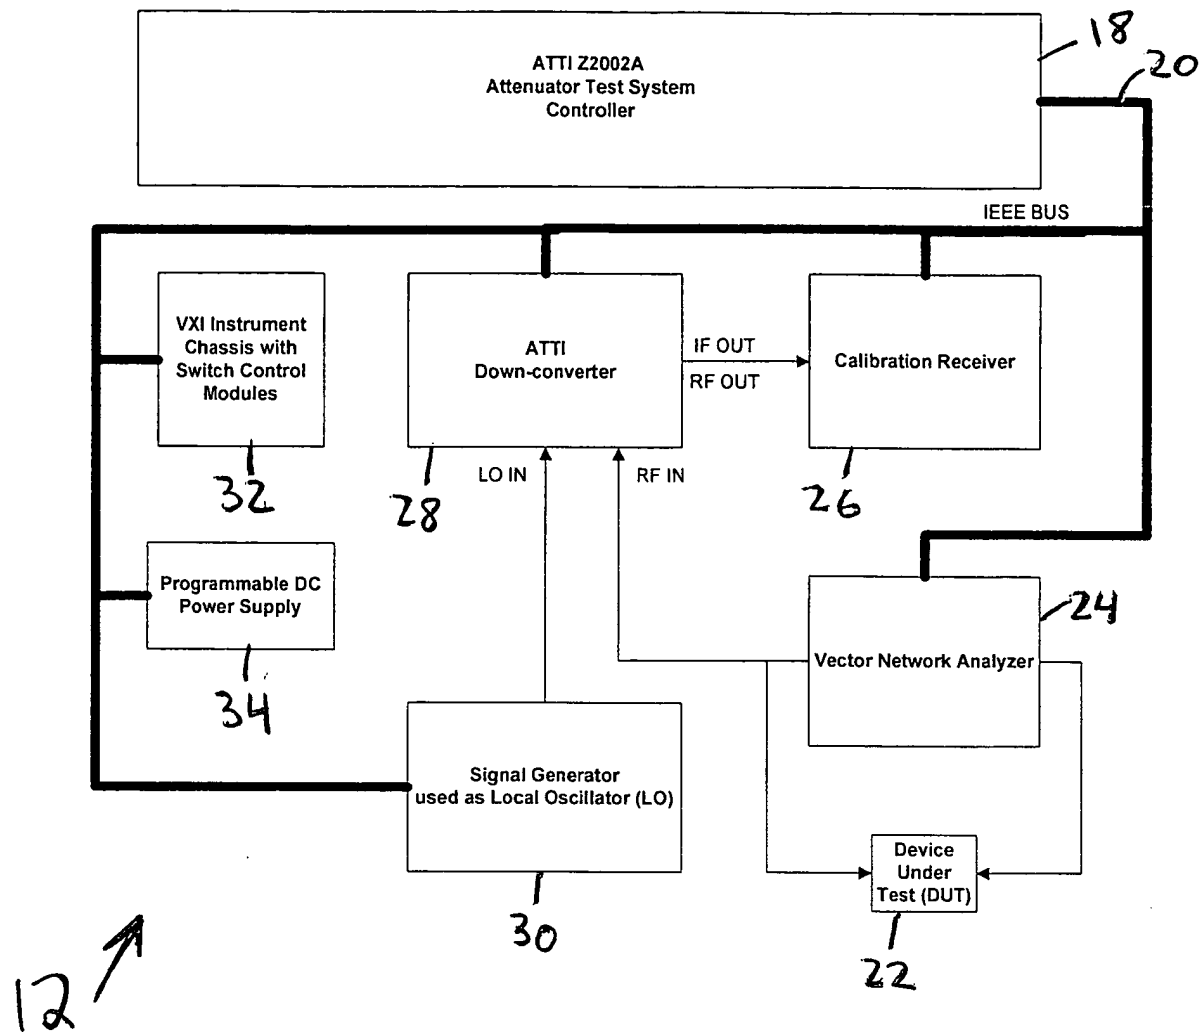 ATTI Z2002A
Attenuator Test System
Controller
18
20
IEEE BUS
VXI Instrument
Chassis with
Switch Control
Modules
32
ATTI
Down-converter
28
IF OUT
RF OUT
Calibration Receiver
26
LO IN
RF IN
Programmable DC
Power Supply
34
Vector Network Analyzer
24
Signal Generator
used as Local Oscillator (LO)
30
Device
Under
Test (DUT)
22
12